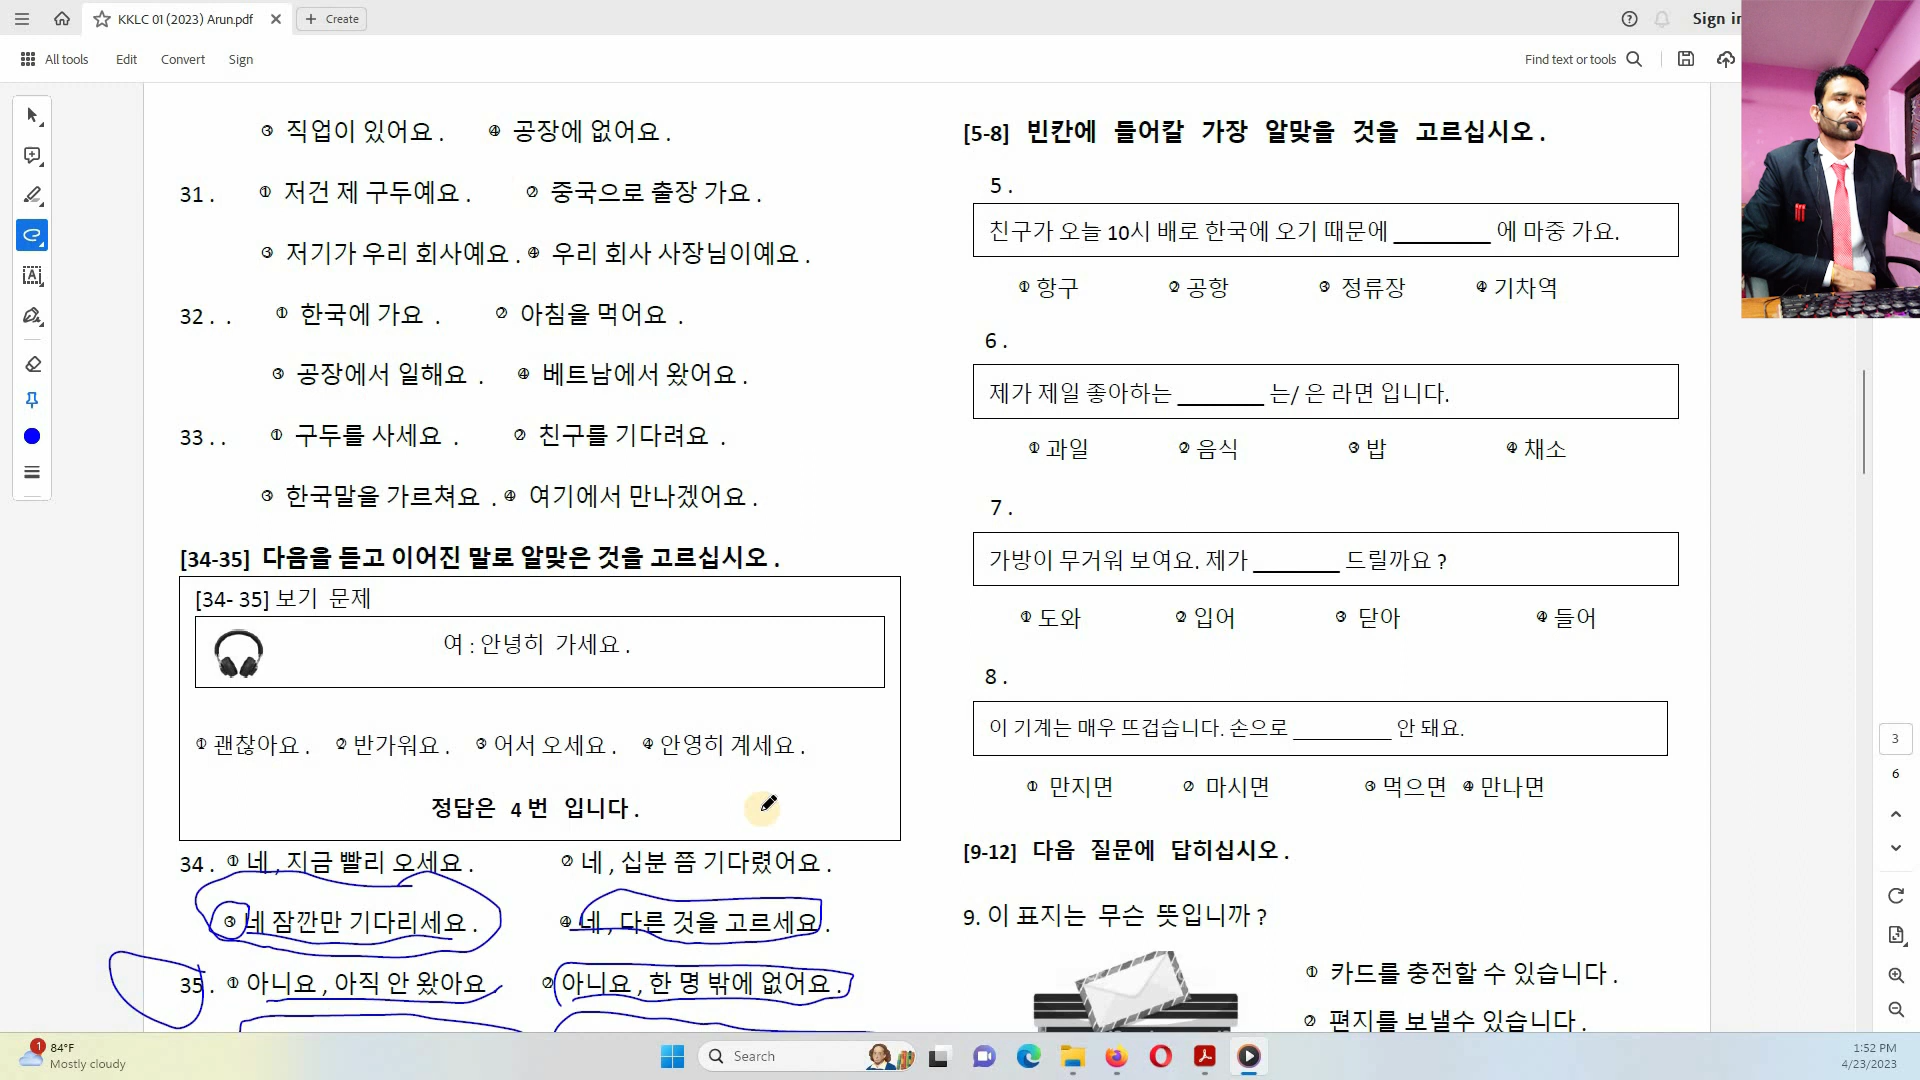 KKLC 01 (2023) Arun.pdf
Create
Sign in
All tools
Edit
Convert
Sign
Find text or tools
③ 직업이 있어요 . ④ 공장에 없어요 .
31 . ① 저건 제 구두예요 . ② 중국으로 출장 가요 .
③ 저기가 우리 회사예요 . ④ 우리 회사 사장님이예요 .
32 . . ① 한국에 가요 . ② 아침을 먹어요 .
③ 공장에서 일해요 . ④ 베트남에서 왔어요 .
33 . . ① 구두를 사세요 . ② 친구를 기다려요 .
③ 한국말을 가르쳐요 . ④ 여기에서 만나겠어요 .
[34-35] 다음을 듣고 이어진 말로 알맞은 것을 고르십시오 .
[34- 35] 보기 문제
여 : 안녕히 가세요 .
① 괜찮아요 . ② 반가워요 . ③ 어서 오세요 . ④ 안영히 계세요 .
정답은 4 번 입니다 .
34 . ① 네 , 지금 빨리 오세요 . ② 네 , 십분 쯤 기다렸어요 .
③ 네 잠깐만 기다리세요 . ④ 네 , 다른 것을 고르세요 .
35 . ① 아니요 , 아직 안 왔아요 . ② 아니요 , 한 명 밖에 없어요 .
[5-8] 빈칸에 들어칼 가장 알맞을 것을 고르십시오 .
5 .
친구가 오늘 10시 배로 한국에 오기 때문에 _________ 에 마중 가요.
① 항구 ② 공항 ③ 정류장 ④ 기차역
6 .
제가 제일 좋아하는 ________ 는/ 은 라면 입니다.
① 과일 ② 음식 ③ 밥 ④ 채소
7 .
가방이 무거워 보여요. 제가 ________ 드릴까요 ?
① 도와 ② 입어 ③ 닫아 ④ 들어
8 .
이 기계는 매우 뜨겁습니다. 손으로 _________ 안 돼요.
① 만지면 ② 마시면 ③ 먹으면 ④ 만나면
[9-12] 다음 질문에 답히십시오 .
9. 이 표지는 무슨 뜻입니까 ?
① 카드를 충전할 수 있습니다 .
② 편지를 보낼수 있습니다 .
3
6
1
84°F
Mostly cloudy
Search
1:52 PM
4/23/2023